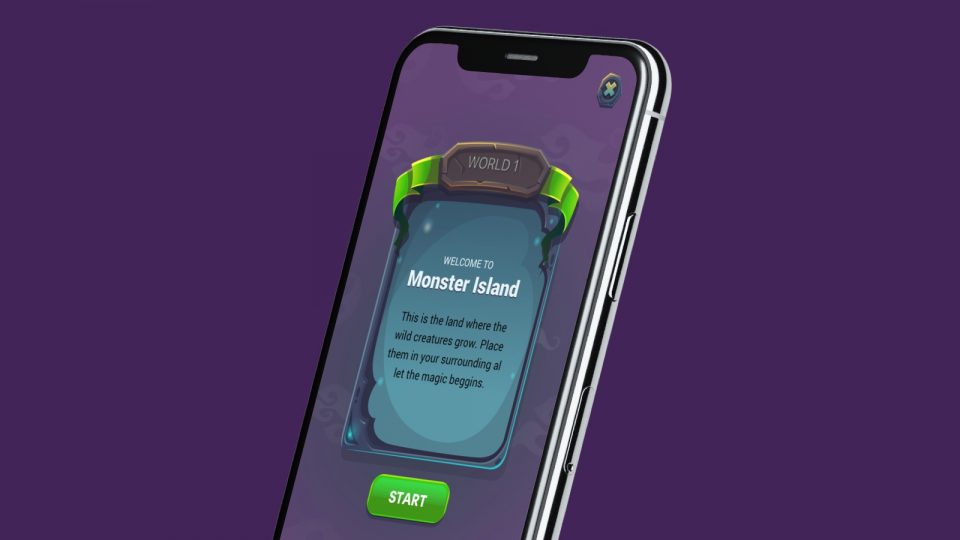 WORLD 1
WELCOME TO
Monster Island
This is the land where the
wild creatures grow. Place
them in your surrounding al
let the magic beggins.
START